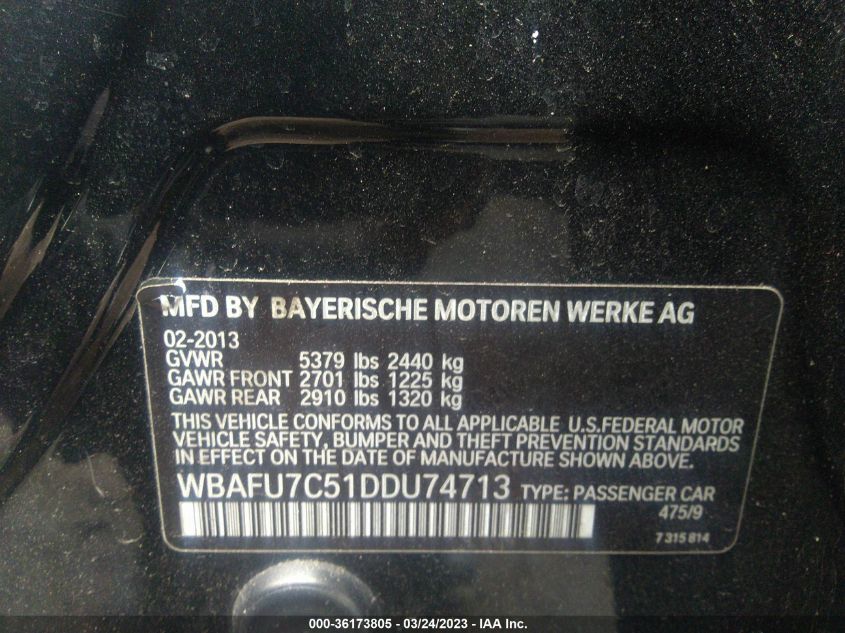 MFD BY BAYERISCHE MOTOREN WERKE AG
02-2013
GVWR 5379 lbs 2440 kg
GAWR FRONT 2701 lbs 1225 kg
GAWR REAR 2910 lbs 1320 kg
THIS VEHICLE CONFORMS TO ALL APPLICABLE U.S.FEDERAL MOTOR
VEHICLE SAFETY, BUMPER AND THEFT PREVENTION STANDARDS
IN EFFECT ON THE DATE OF MANUFACTURE SHOWN ABOVE.
WBAFU7C51DDU74713 TYPE: PASSENGER CAR
475/9
7 315 814
000-36173805 - 03/24/2023 - IAA Inc.